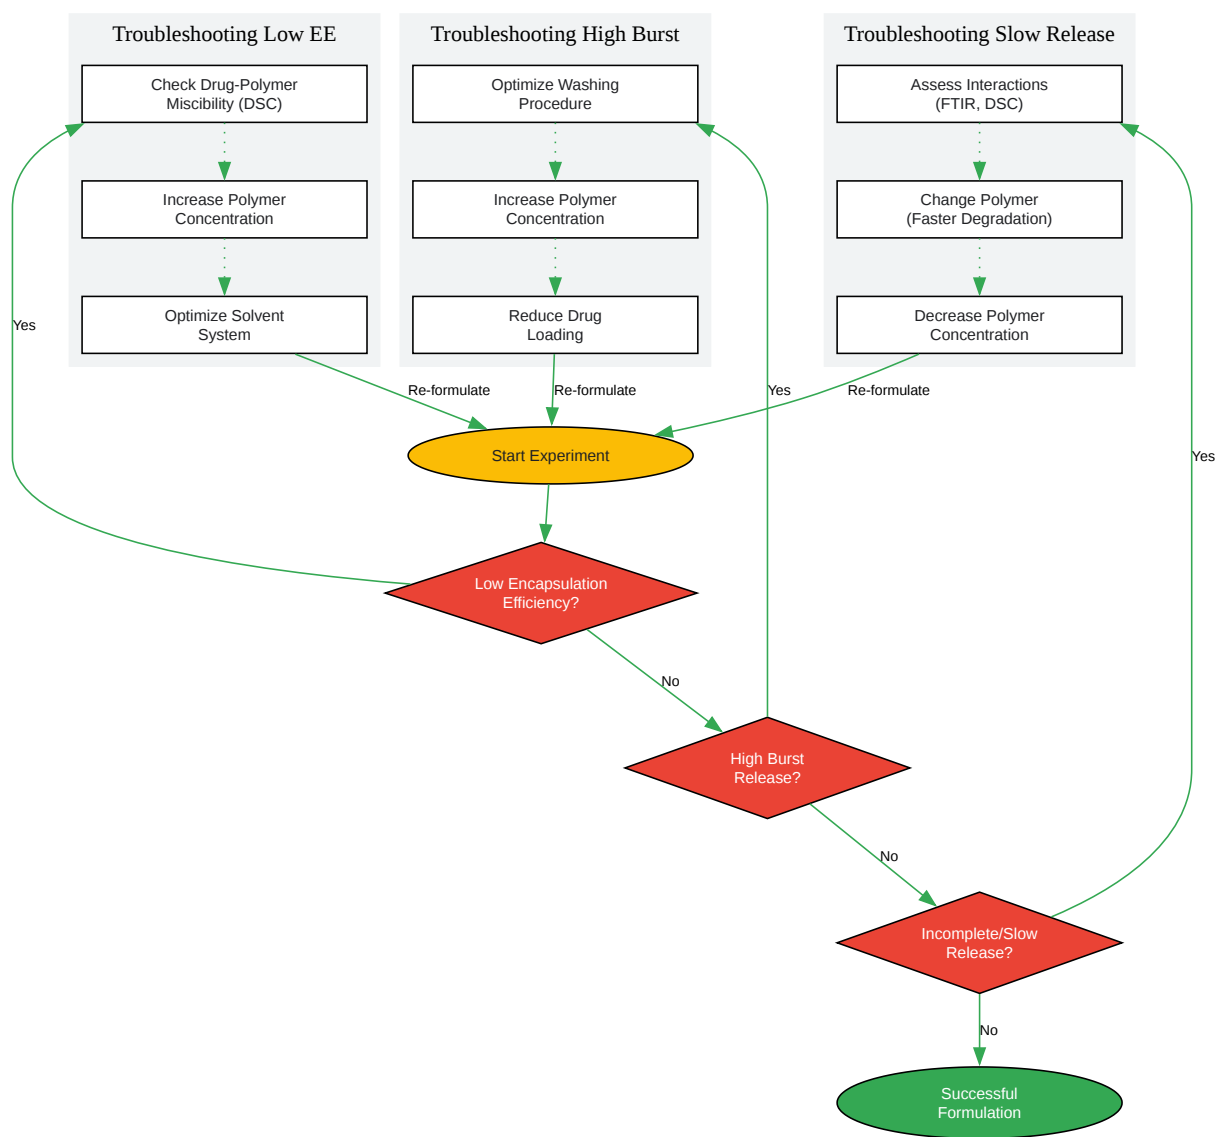 Troubleshooting Low EE
Check Drug-Polymer
Miscibility (DSC)
Increase Polymer
Concentration
Optimize Solvent
System
Troubleshooting High Burst
Optimize Washing
Procedure
Increase Polymer
Concentration
Reduce Drug
Loading
Troubleshooting Slow Release
Assess Interactions
(FTIR, DSC)
Change Polymer
(Faster Degradation)
Decrease Polymer
Concentration
Yes
Re-formulate
Re-formulate
Yes
Re-formulate
Start Experiment
Yes
Low Encapsulation
Efficiency?
No
High Burst
Release?
No
Incomplete/Slow
Release?
No
Successful
Formulation